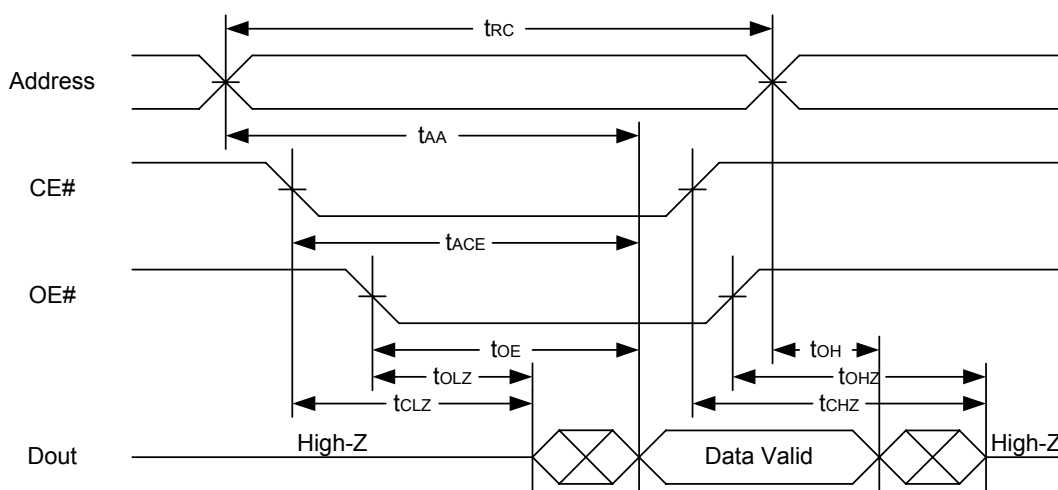 tRC
Address
tAA
CE#
tACE
OE#
tOE
tOH
tOLZ
tOHZ
tCLZ
tCHZ
High-Z
High-Z
Dout
Data Valid